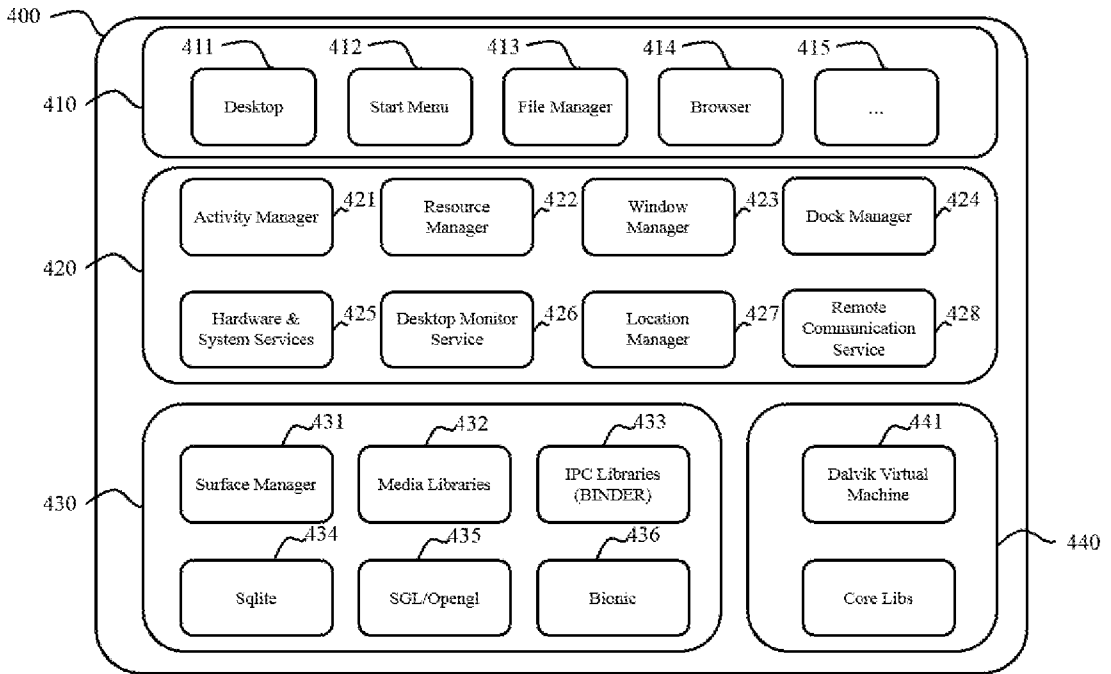 400
411
412
413
414
415
410
Desktop
Start Menu
File Manager
Browser
...
Activity Manager
421
Resource
Manager
422
Window
Manager
423
Dock Manager
424
420
Hardware &
System Services
425
Desktop Monitor
Service
426
Location
Manager
427
Remote
Communication
Service
428
431
432
433
441
430
Surface Manager
Media Libraries
IPC Libraries
(BINDER)
Dalvik Virtual
Machine
434
435
436
440
Sqlite
SGL/Opengl
Bionic
Core Libs